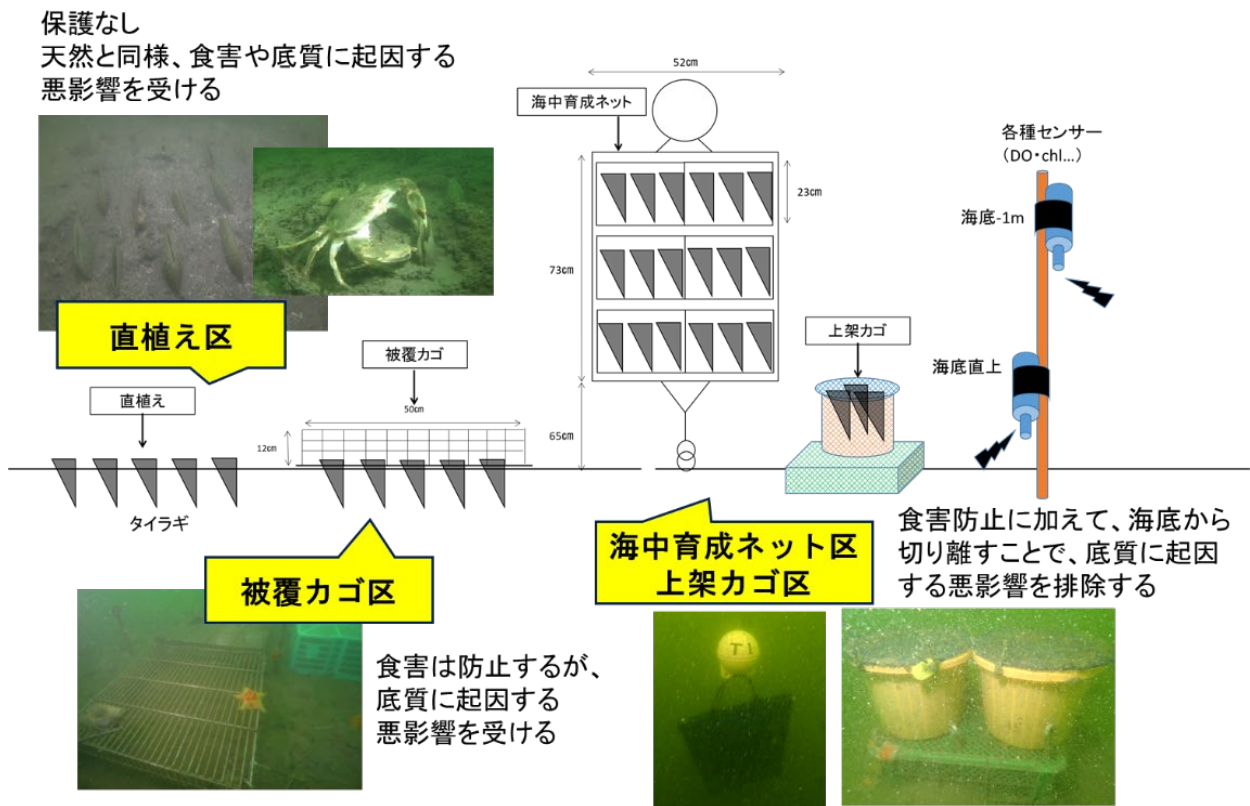 保護なし
天然と同様、食害や底質に起因する
悪影響を受ける
直植え区
直植え
タイラギ
被覆カゴ
50cm
12cm
被覆カゴ区
食害は防止するが、
底質に起因する
悪影響を受ける
52cm
海中育成ネット
23cm
73cm
65cm
上架カゴ
海中育成ネット区
上架カゴ区
T1
各種センサー
（DO・chl...）
海底-1m
海底直上
食害防止に加えて、海底から
切り離すことで、底質に起因
する悪影響を排除する